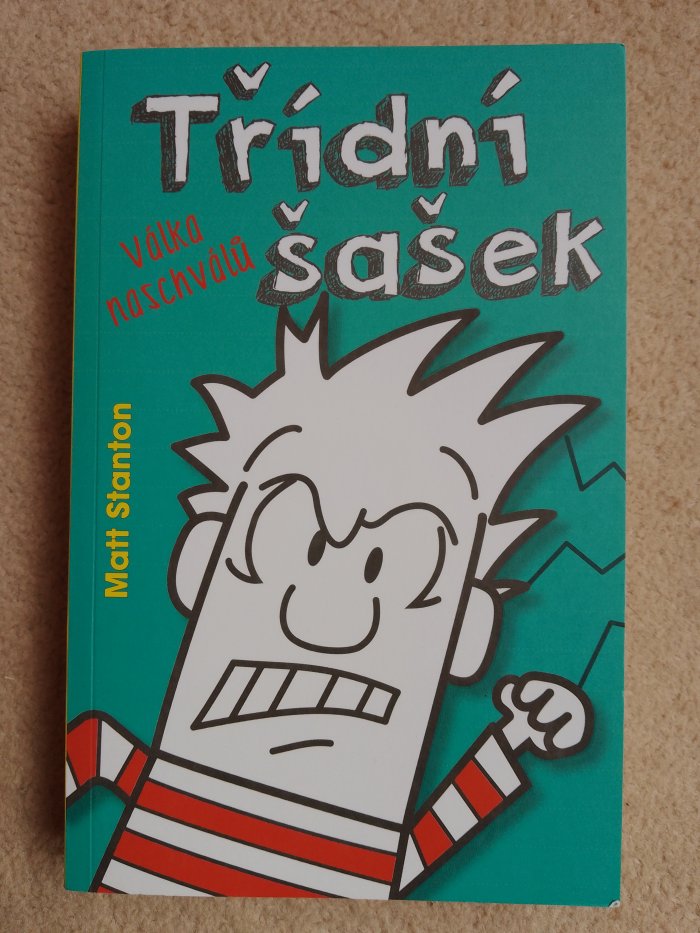 Třídní
šašek
Válka
naschválů
Matt Stanton